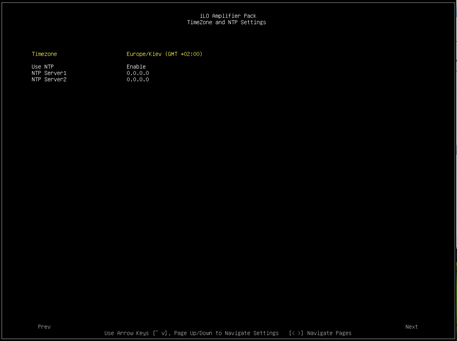 iLO Amplifier Pack
TimeZone and NTP Settings
Timezone Europe/Kiev (GMT +02:00)
Use NTP Enable
NTP Server1 0.0.0.0
NTP Server2 0.0.0.0
Prev Next
Use Arrow Keys [^ v], Page Up/Down to Navigate Settings [< >] Navigate Pages